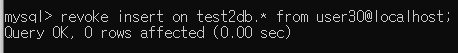 mysql> revoke insert on test2db.* from user30@localhost;
Query OK, 0 rows affected (0.00 sec)